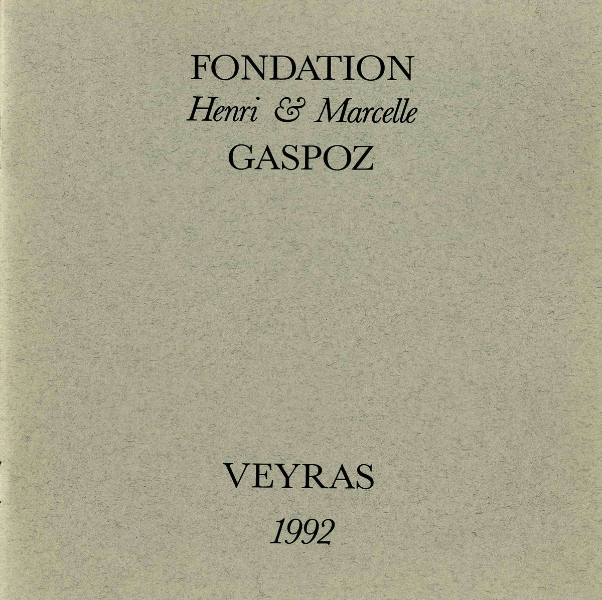 FONDATION
Henri & Marcelle
GASPOZ
VEYRAS
1992